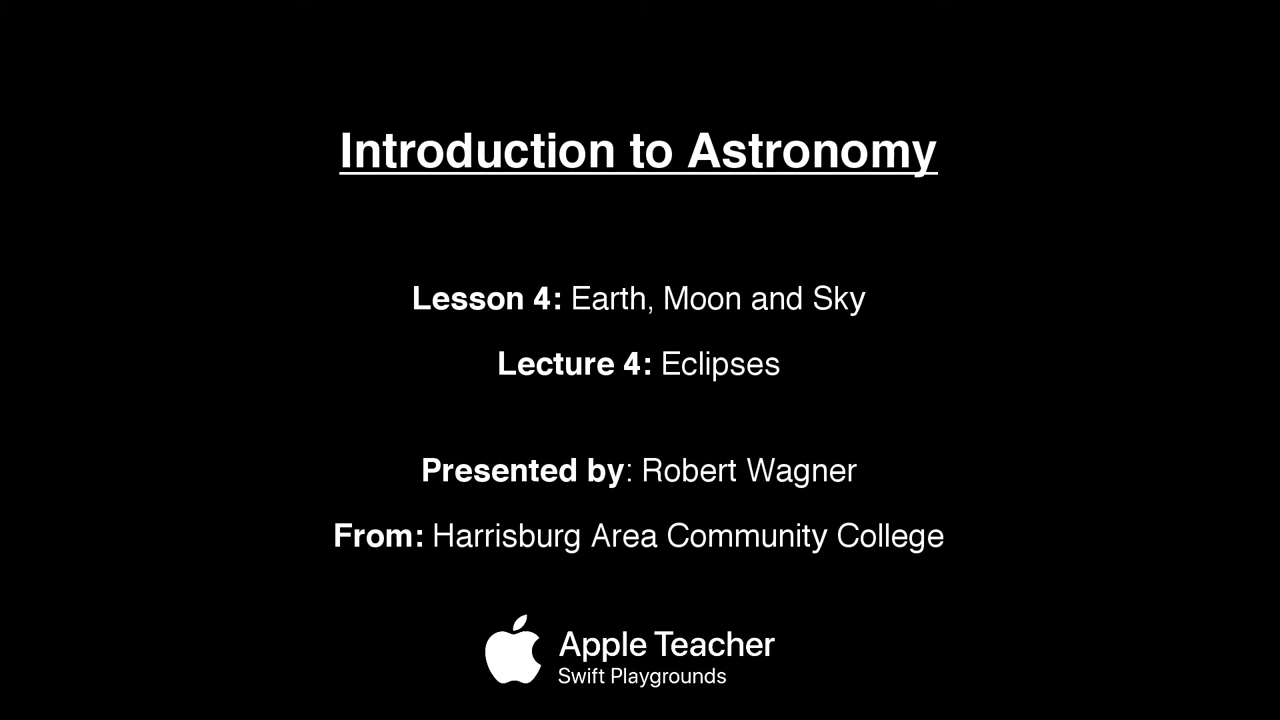 Introduction to Astronomy
Lesson 4: Earth, Moon and Sky
Lecture 4: Eclipses
Presented by: Robert Wagner
From: Harrisburg Area Community College
Apple Teacher
Swift Playgrounds